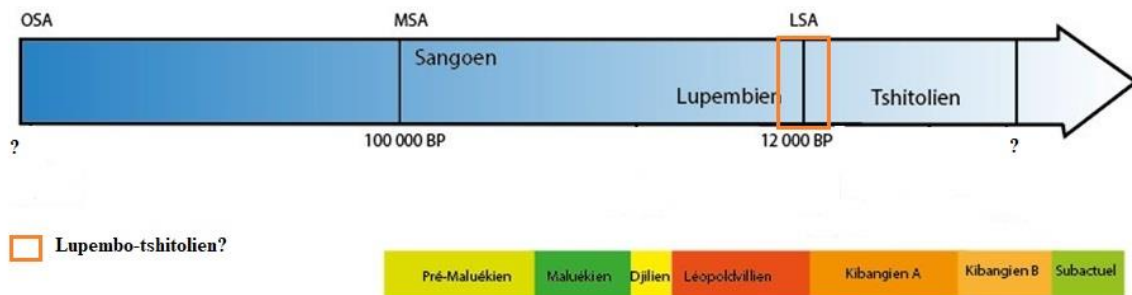 OSA MSA LSA
Sangoen
Lupembien Tshitolien
? 100 000 BP 12 000 BP ?
Lupembo-tshitolien?
Pré-Maluékien Maluékien Djilien Léopoldvillien Kibangien A Kibangien B Subactuel